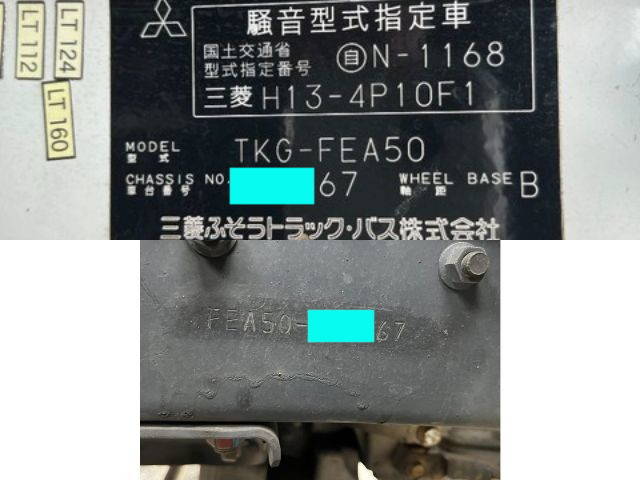 LT 112
LT 124
LT 160
騒音型式指定車
国土交通省
型式指定番号
自N-1168
三菱 H13-4P10F1
MODEL TKG-FEA50
型式
CHASSIS NO. 67 WHEEL BASE B
車台番号 軸距
三菱ふそうトラック・バス株式会社
FEA50- 67